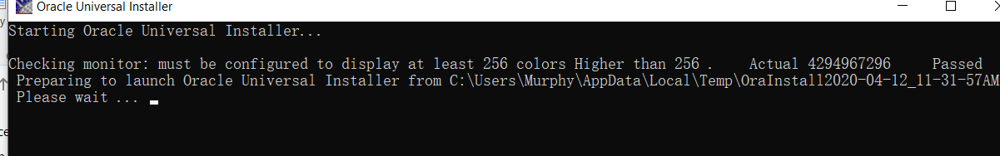 Oracle Universal Installer
Starting Oracle Universal Installer...
Checking monitor: must be configured to display at least 256 colors Higher than 256 .    Actual 4294967296     Passed
Preparing to launch Oracle Universal Installer from C:\Users\Murphy\AppData\Local\Temp\OraInstall2020-04-12_11-31-57AM
Please wait ...